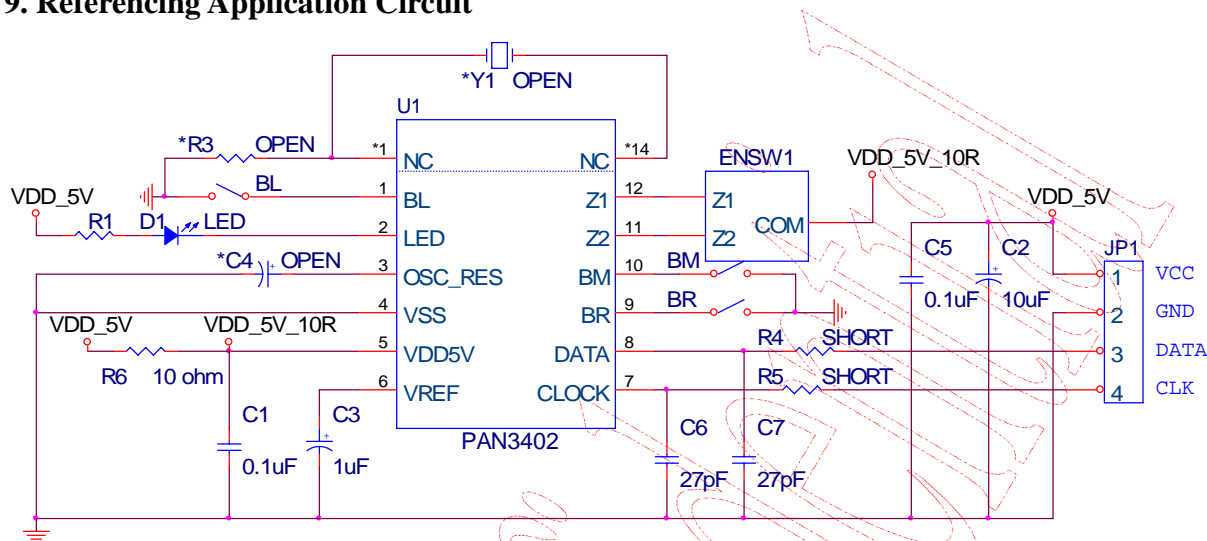 9. Referencing Application Circuit
*Y1 OPEN
U1
*R3 OPEN
*1 NC
NC *14
ENSW1
VDD_5V_10R
BL
1 BL
Z1 12
Z1
VDD_5V
VDD_5V
R1 D1 LED
2 LED
Z2 11
Z2
COM
C5 C2
JP1
*C4 OPEN
3 OSC_RES
BM 10
BM
0.1uF 10uF
1 VCC
4 VSS
BR 9
BR
2 GND
VDD_5V
VDD_5V_10R
R4 SHORT
5 VDD5V
DATA 8
3 DATA
R6 10 ohm
R5 SHORT
6 VREF
CLOCK 7
4 CLK
C1 C3
PAN3402
C6 C7
0.1uF 1uF
27pF 27pF